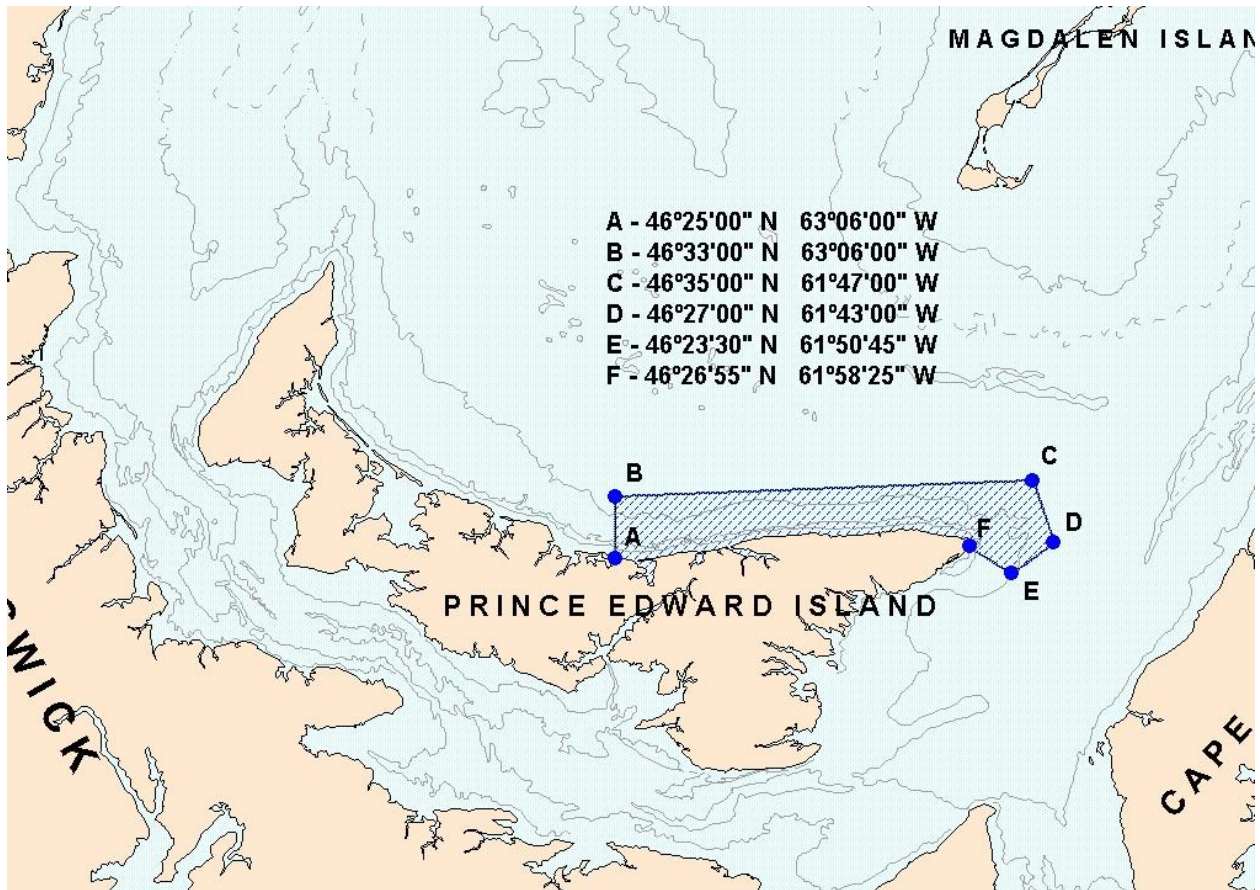 MAGDALEN ISLAN
A - 46º25'00" N 63º06'00" W
B - 46º33'00" N 63º06'00" W
C - 46º35'00" N 61º47'00" W
D - 46º27'00" N 61º43'00" W
E - 46º23'30" N 61º50'45" W
F - 46º26'55" N 61º58'25" W
C
B
D
F
A
E
PRINCE EDWARD ISLAND
WICK
CAPE